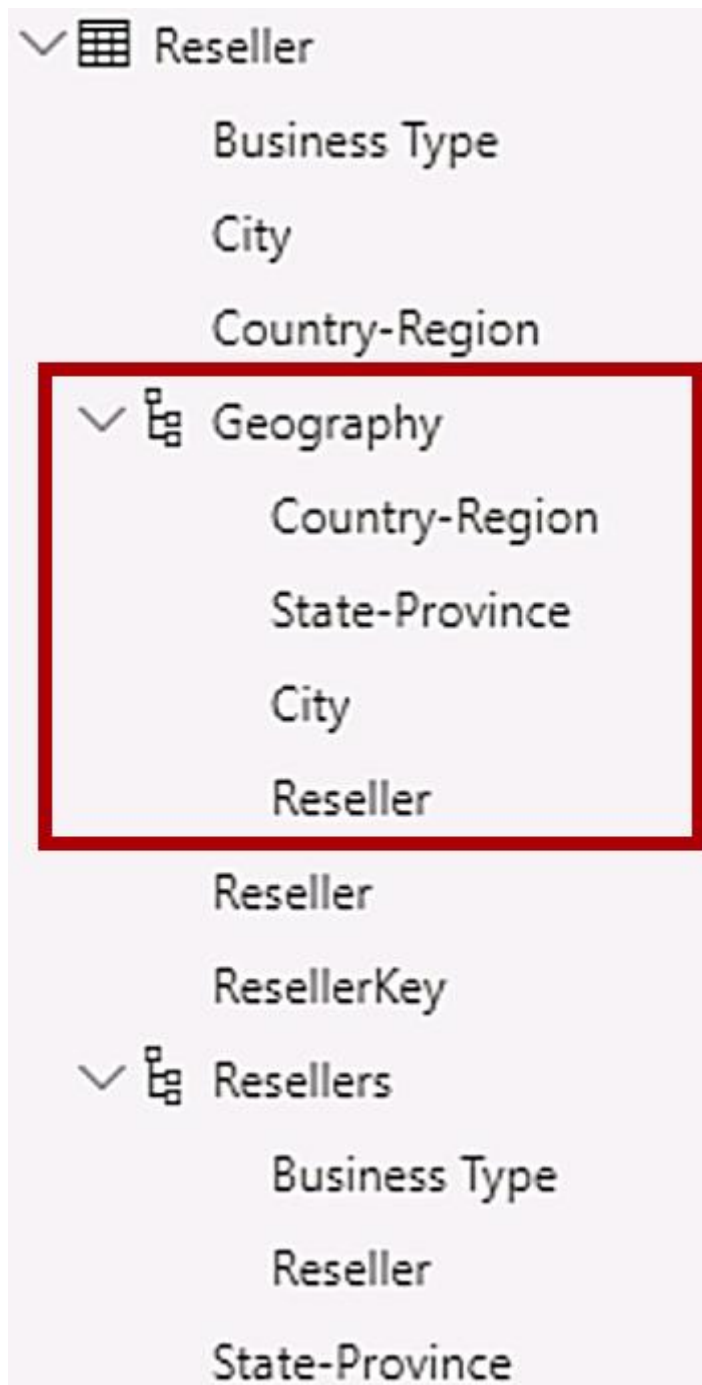 Reseller
Business Type
City
Country-Region
Geography
Country-Region
State-Province
City
Reseller
Reseller
ResellerKey
Resellers
Business Type
Reseller
State-Province